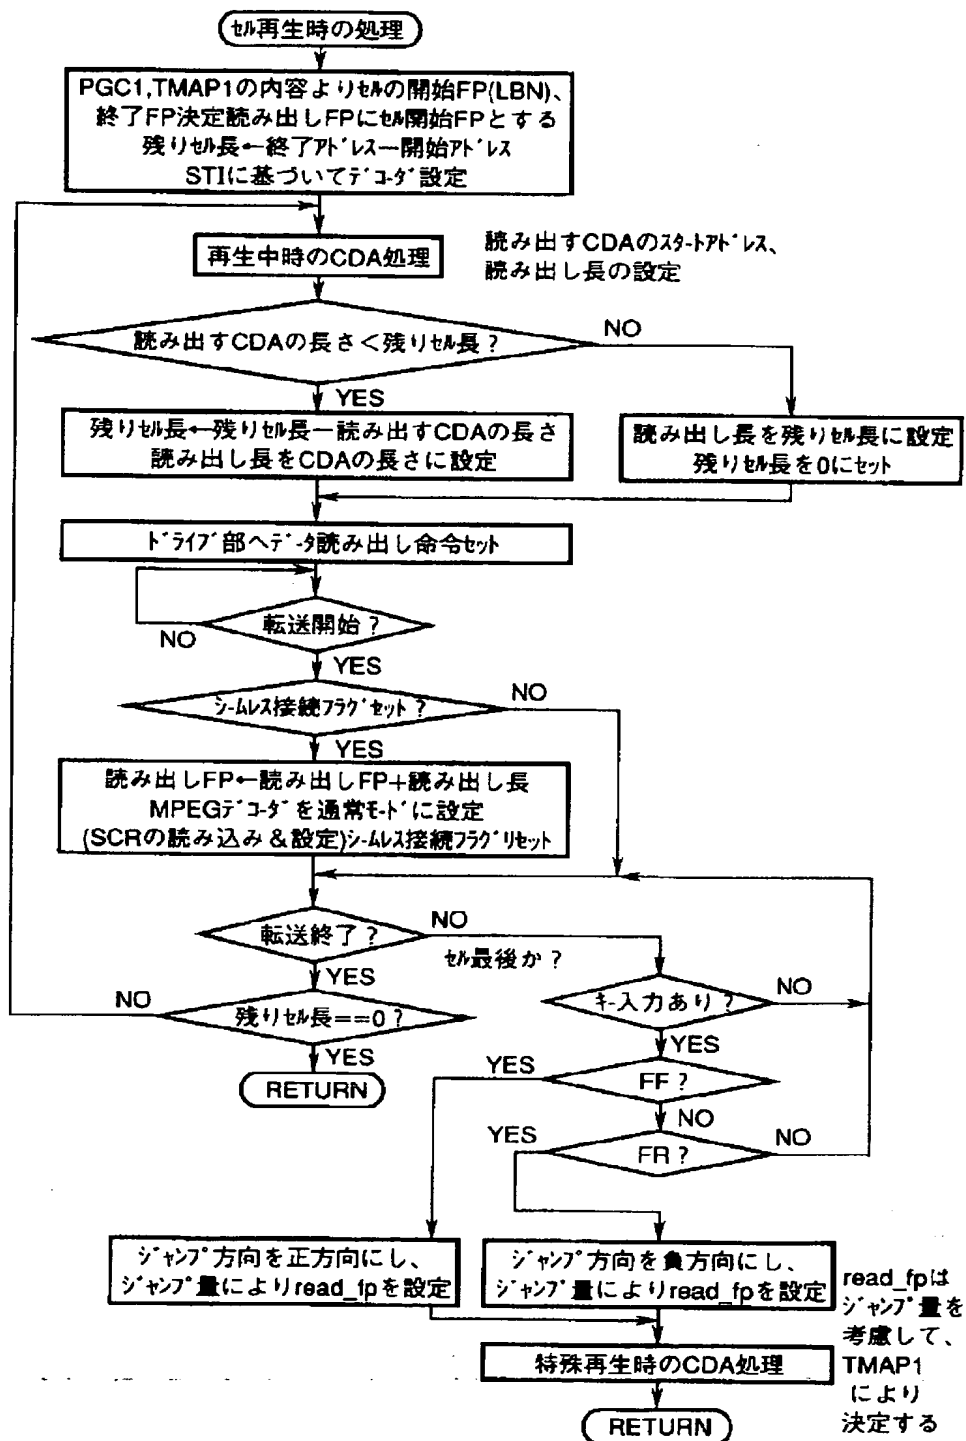 ｾﾙ再生時の処理
PGC1,TMAP1の内容よりｾﾙの開始FP(LBN)、
終了FP決定読み出しFPにｾﾙ開始FPとする
残りｾﾙ長←終了ｱﾄﾞﾚｽー開始ｱﾄﾞﾚｽ
STIに基づいてﾃﾞｺｰﾀﾞ設定
再生中時のCDA処理
読み出すCDAのｽﾀｰﾄｱﾄﾞﾚｽ、
読み出し長の設定
読み出すCDAの長さ＜残りｾﾙ長？
NO
YES
残りｾﾙ長←残りｾﾙ長ー読み出すCDAの長さ
読み出し長をCDAの長さに設定
読み出し長を残りｾﾙ長に設定
残りｾﾙ長を0にｾｯﾄ
ﾄﾞﾗｲﾌﾞ部へﾃﾞｰﾀ読み出し命令ｾｯﾄ
転送開始？
NO
YES
ｼｰﾑﾚｽ接続ﾌﾗｸﾞｾｯﾄ？
NO
YES
読み出しFP←読み出しFP+読み出し長
MPEGﾃﾞｺｰﾀﾞを通常ﾓｰﾄﾞに設定
(SCRの読み込み＆設定)ｼｰﾑﾚｽ接続ﾌﾗｸﾞﾘｾｯﾄ
転送終了？
NO
ｾﾙ最後か？
YES
ｷｰ入力あり？
NO
NO
残りｾﾙ長==0？
YES
YES
RETURN
YES
FF？
NO
YES
FR？
NO
ｼﾞｬﾝﾌﾟ方向を正方向にし、
ｼﾞｬﾝﾌﾟ量によりread_fpを設定
ｼﾞｬﾝﾌﾟ方向を負方向にし、
ｼﾞｬﾝﾌﾟ量によりread_fpを設定
read_fpは
ｼﾞｬﾝﾌﾟ量を
考慮して、
TMAP1
により
決定する
特殊再生時のCDA処理
RETURN